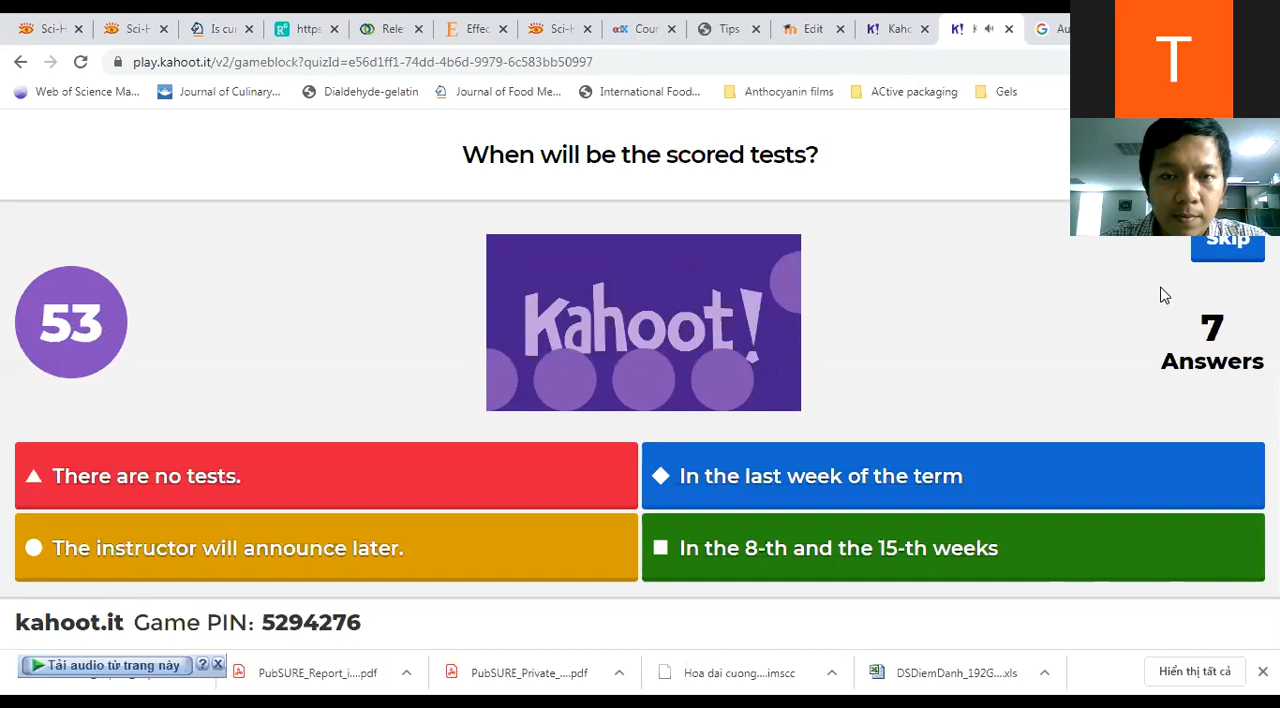 Sci-H
Sci-H
Is cu
https
Rele
Effec
Sci-H
Cour
Tips
Edit
Kaho
Au
play.kahoot.it/v2/gameblock?quizId=e56d1ff1-74dd-4b6d-9979-6c583bb50997
Web of Science Ma...
Journal of Culinary...
Dialdehyde-gelatin
Journal of Food Me...
International Food...
Anthocyanin films
ACtive packaging
Gels
T
When will be the scored tests?
Skip
53
Kahoot!
7
Answers
There are no tests.
In the last week of the term
The instructor will announce later.
In the 8-th and the 15-th weeks
kahoot.it Game PIN: 5294276
Tải audio từ trang này
PubSURE_Report_i....pdf
PubSURE_Private_....pdf
Hoa dai cuong....imscc
DSDiemDanh_192G....xls
Hiển thị tất cả